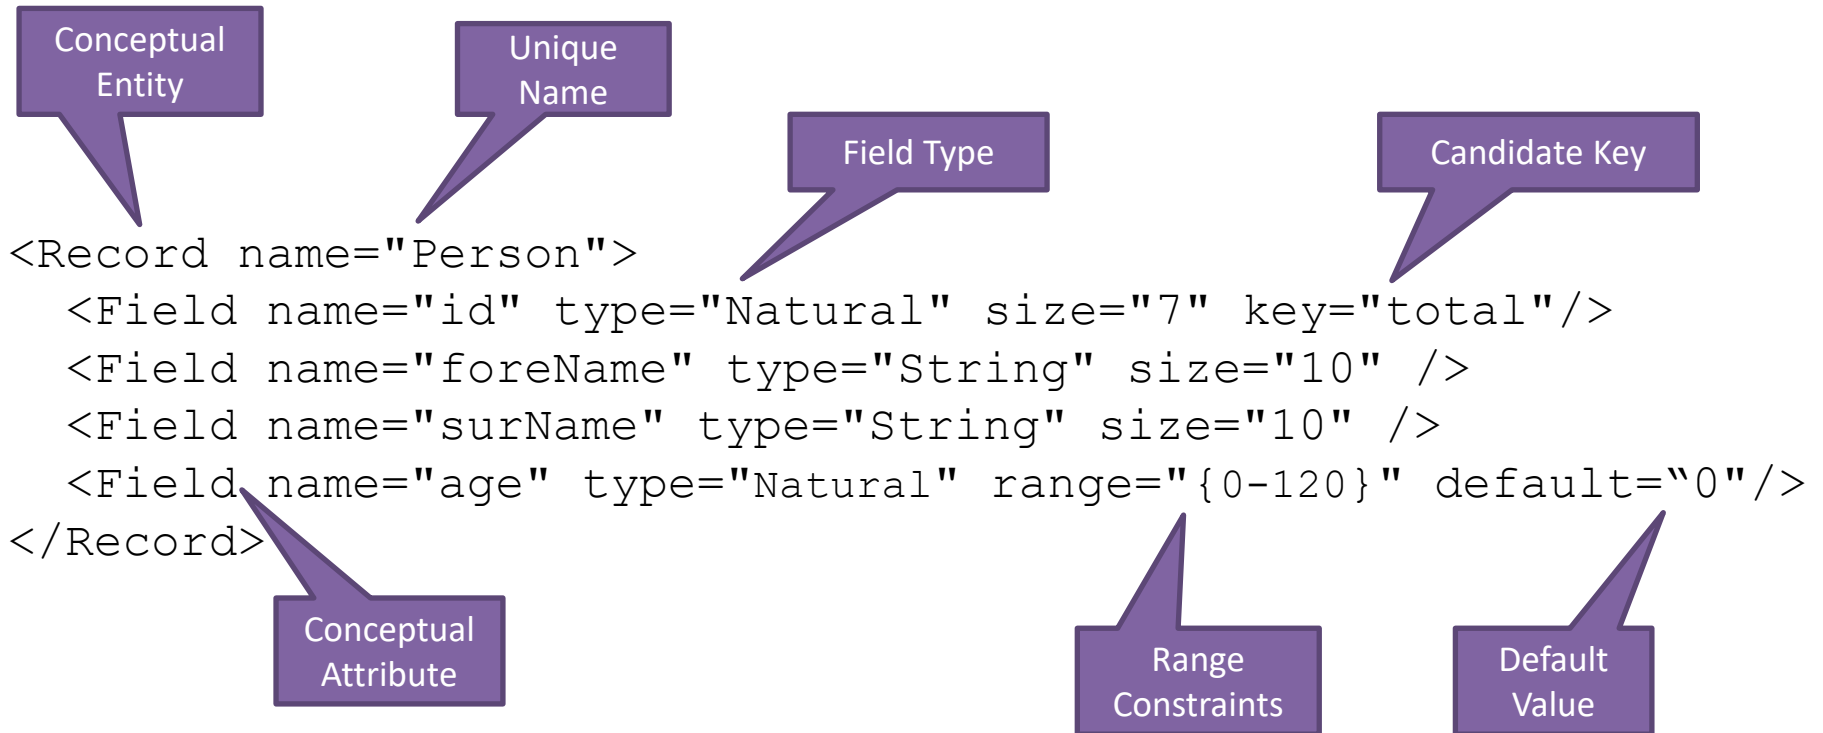 Conceptual
Entity
Unique
Name
Field Type
Candidate Key
<Record name="Person">
<Field name="id" type="Natural" size="7" key="total"/>
<Field name="foreName" type="String" size="10" />
<Field name="surName" type="String" size="10" />
<Field name="age" type="Natural" range="{0-120}" default=“0"/>
</Record>
Conceptual
Attribute
Range
Constraints
Default
Value